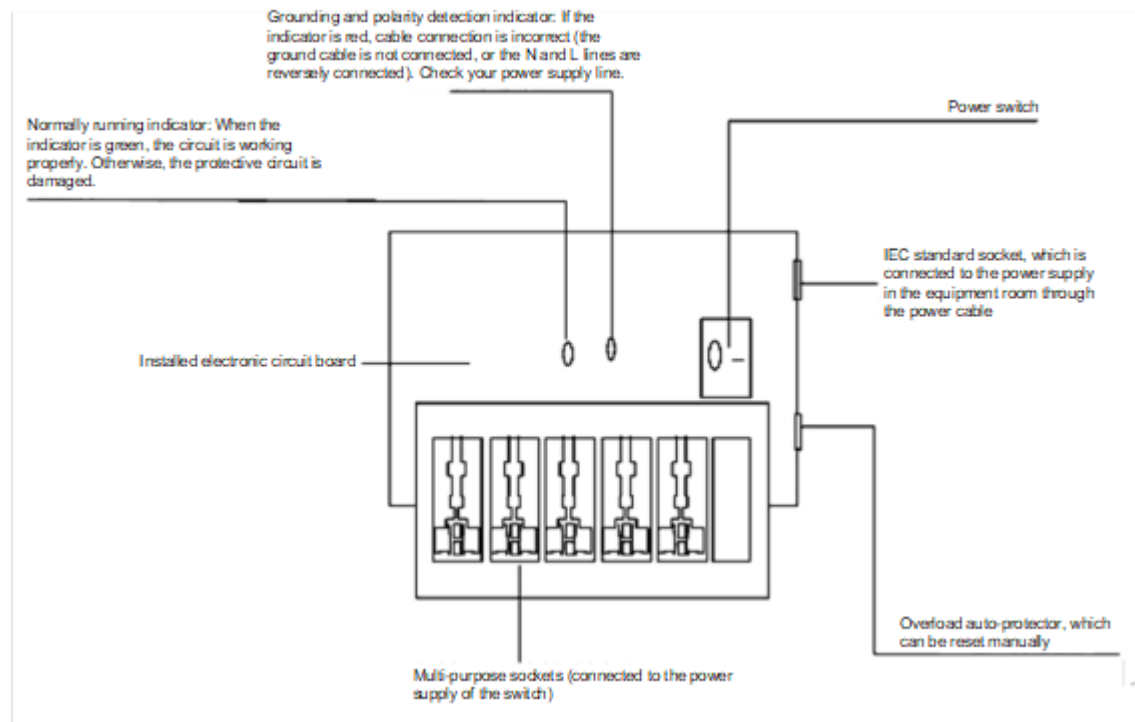 Grounding and polarity detection indicator: If the
indicator is red, cable connection is incorrect (the
ground cable is not connected, or the N and L lines are
reversely connected). Check your power supply line.
Power switch
Normally running indicator: When the
indicator is green, the circuit is working
properly. Otherwise, the protective circuit is
damaged.
IEC standard socket, which is
connected to the power supply
in the equipment room through
the power cable
Installed electronic circuit board
Overload auto-protector, which
can be reset manually
Multi-purpose sockets (connected to the power
supply of the switch)